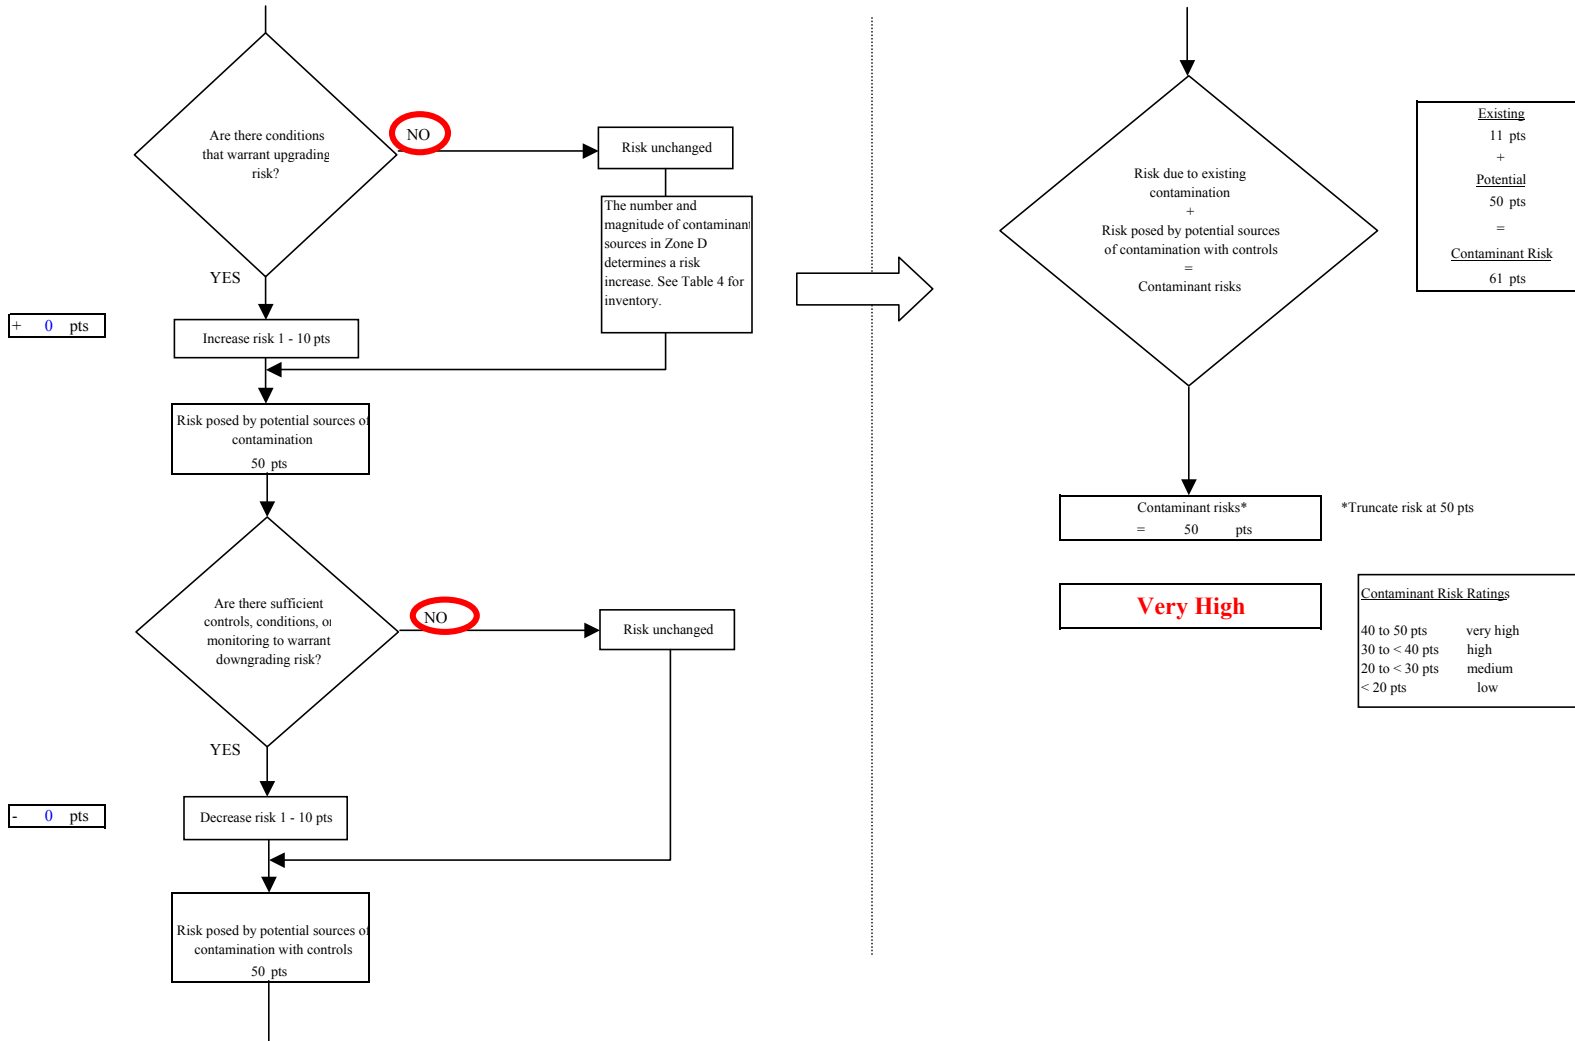 Are there conditions
that warrant upgrading
risk?
NO
Risk unchanged
The number and
magnitude of contaminant
sources in Zone D
determines a risk
increase. See Table 4 for
inventory.
YES
+ 0 pts
Increase risk 1 - 10 pts
Risk posed by potential sources of
contamination
50 pts
Are there sufficient
controls, conditions, or
monitoring to warrant
downgrading risk?
NO
Risk unchanged
YES
- 0 pts
Decrease risk 1 - 10 pts
Risk posed by potential sources of
contamination with controls
50 pts
Risk due to existing
contamination
+
Risk posed by potential sources
of contamination with controls
=
Contaminant risks
Existing
11 pts
+
Potential
50 pts
=
Contaminant Risk
61 pts
Contaminant risks*
= 50 pts
*Truncate risk at 50 pts
Very High
Contaminant Risk Ratings
40 to 50 pts very high
30 to < 40 pts high
20 to < 30 pts medium
< 20 pts low